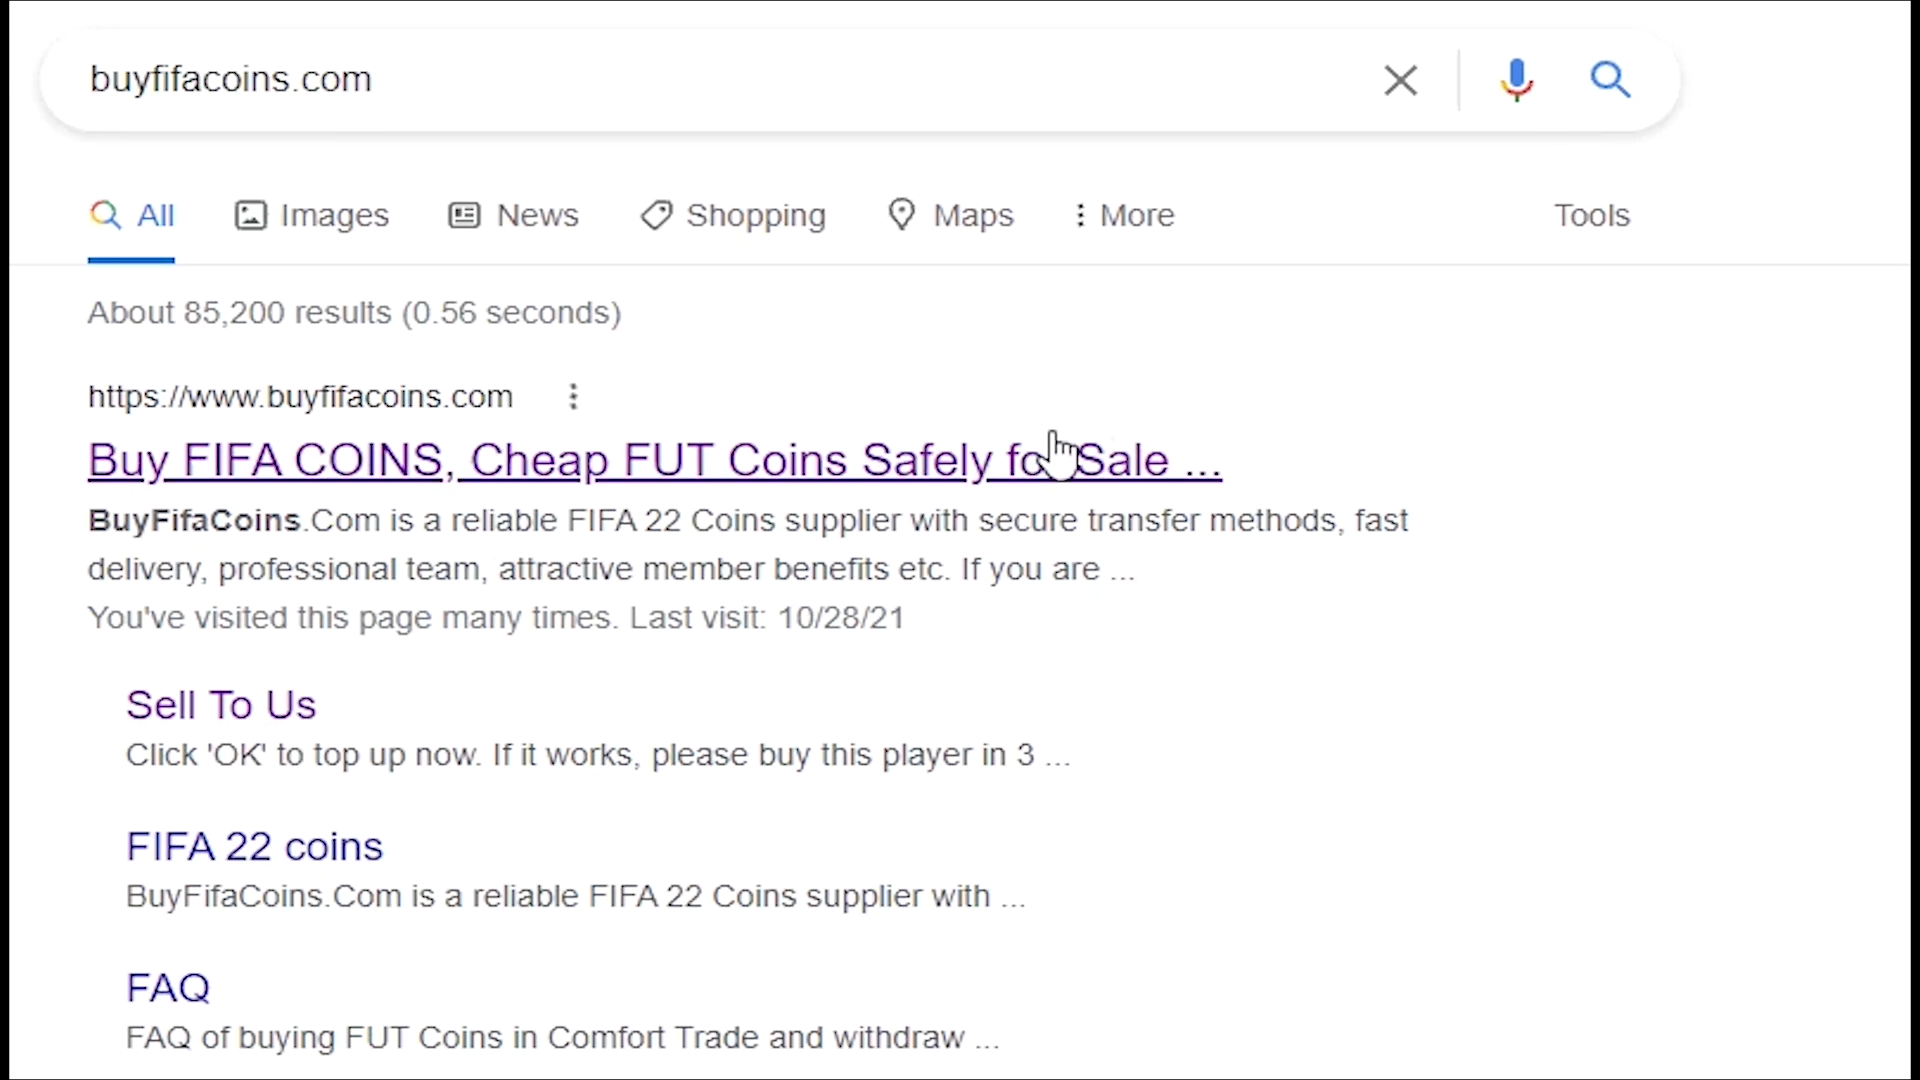 buyfifacoins.com
All Images News Shopping Maps More Tools
About 85,200 results (0.56 seconds)
https://www.buyfifacoins.com
Buy FIFA COINS, Cheap FUT Coins Safely for Sale ...
BuyFifaCoins.Com is a reliable FIFA 22 Coins supplier with secure transfer methods, fast
delivery, professional team, attractive member benefits etc. If you are ...
You've visited this page many times. Last visit: 10/28/21
Sell To Us
Click 'OK' to top up now. If it works, please buy this player in 3 ...
FIFA 22 coins
BuyFifaCoins.Com is a reliable FIFA 22 Coins supplier with ...
FAQ
FAQ of buying FUT Coins in Comfort Trade and withdraw ...